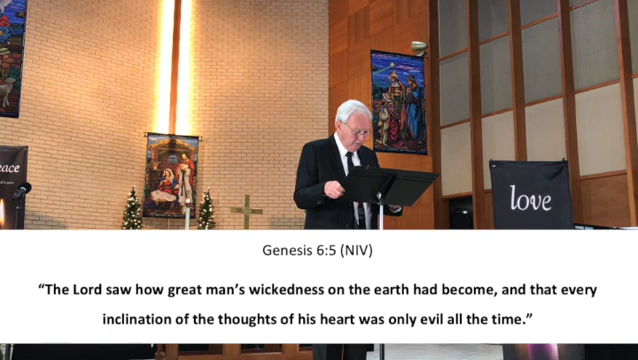 peace
love
Genesis 6:5 (NIV)
“The Lord saw how great man’s wickedness on the earth had become, and that every
inclination of the thoughts of his heart was only evil all the time.”